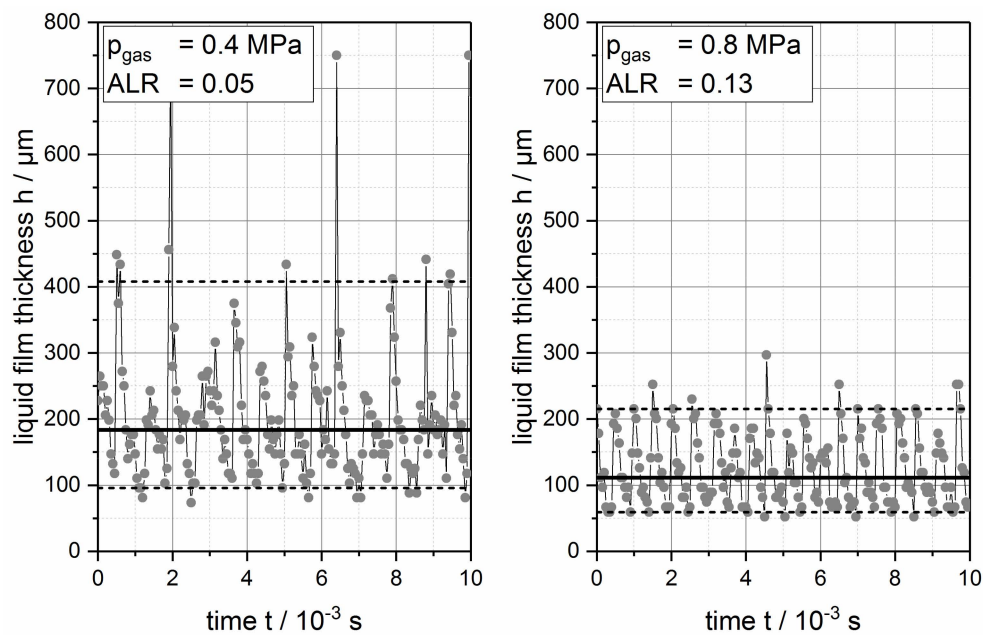 800
700
600
500
400
300
200
100
0
liquid film thickness h / µm
p_gas = 0.4 MPa
ALR = 0.05
0 2 4 6 8 10
time t / 10⁻³ s
800
700
600
500
400
300
200
100
0
liquid film thickness h / µm
p_gas = 0.8 MPa
ALR = 0.13
0 2 4 6 8 10
time t / 10⁻³ s